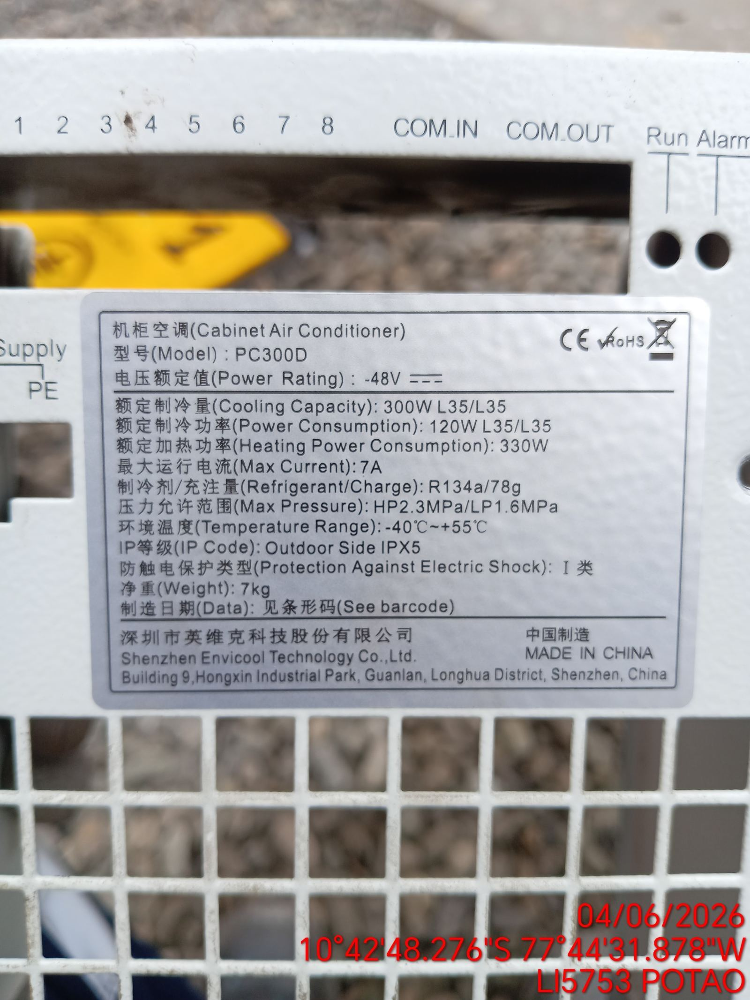 1 2 3 4 5 6 7 8 COM_IN COM_OUT Run Alarm
Supply
PE
机柜空调(Cabinet Air Conditioner)
型号(Model) : PC300D
电压额定值(Power Rating) : -48V
CE RoHS
额定制冷量(Cooling Capacity): 300W L35/L35
额定制冷功率(Power Consumption): 120W L35/L35
额定加热功率(Heating Power Consumption): 330W
最大运行电流(Max Current): 7A
制冷剂/充注量(Refrigerant/Charge): R134a/78g
压力允许范围(Max Pressure): HP2.3MPa/LP1.6MPa
环境温度(Temperature Range): -40℃~+55℃
IP等级(IP Code): Outdoor Side IPX5
防触电保护类型(Protection Against Electric Shock): I 类
净重(Weight): 7kg
制造日期(Data): 见条形码(See barcode)
深圳市英维克科技股份有限公司
中国制造
Shenzhen Envicool Technology Co.,Ltd.
MADE IN CHINA
Building 9,Hongxin Industrial Park, Guanlan, Longhua District, Shenzhen, China
04/06/2026
10°42'48.276"S 77°44'31.878"W
LI5753 POTAO